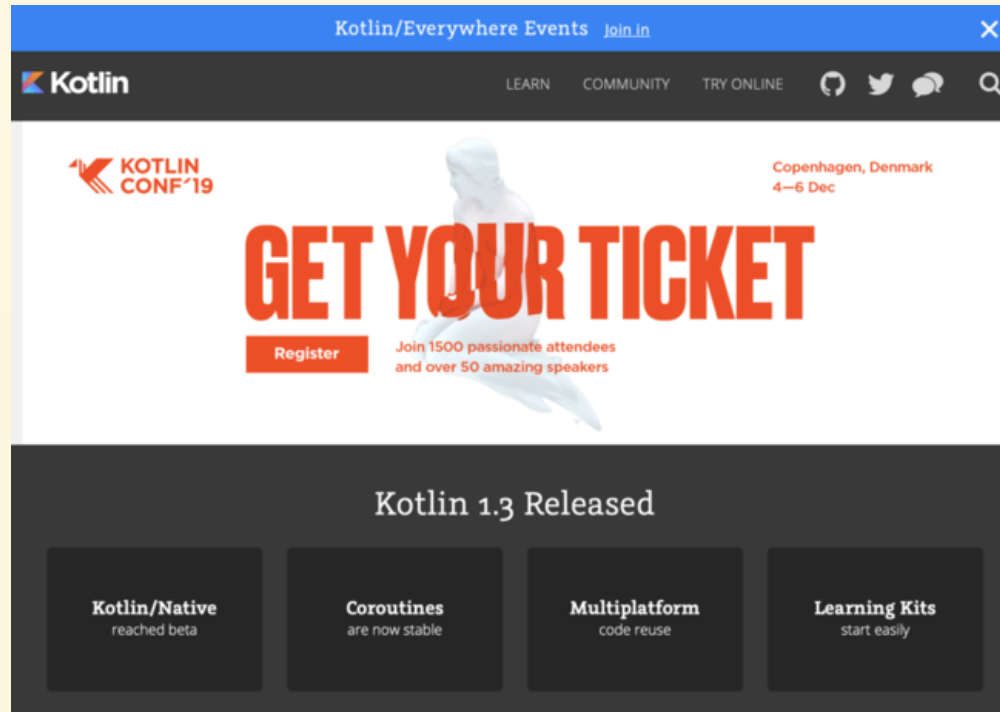 Kotlin/Everywhere Events Join in
Kotlin
LEARN COMMUNITY TRY ONLINE
KOTLIN
CONF´19
Copenhagen, Denmark
4—6 Dec
GET YOUR TICKET
Register
Join 1500 passionate attendees
and over 50 amazing speakers
Kotlin 1.3 Released
Kotlin/Native
reached beta
Coroutines
are now stable
Multiplatform
code reuse
Learning Kits
start easily